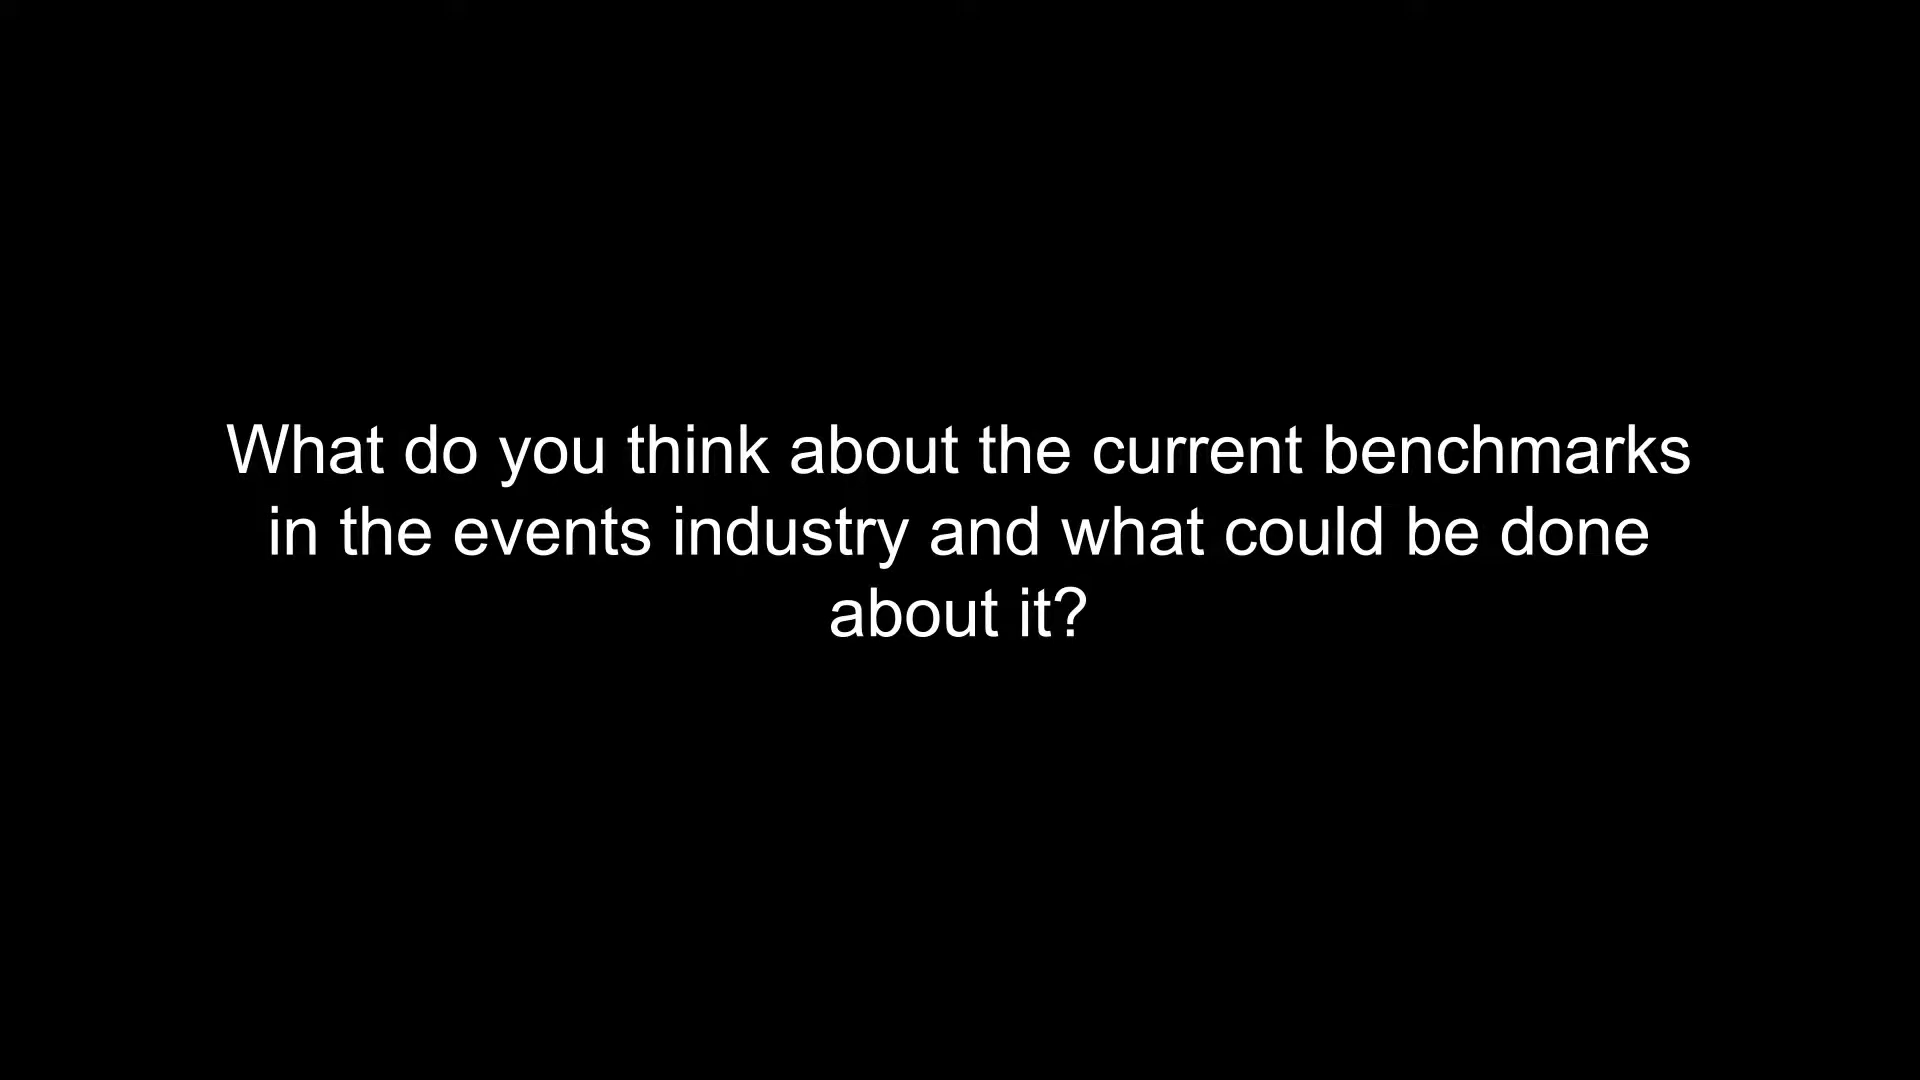 What do you think about the current benchmarks
in the events industry and what could be done
about it?